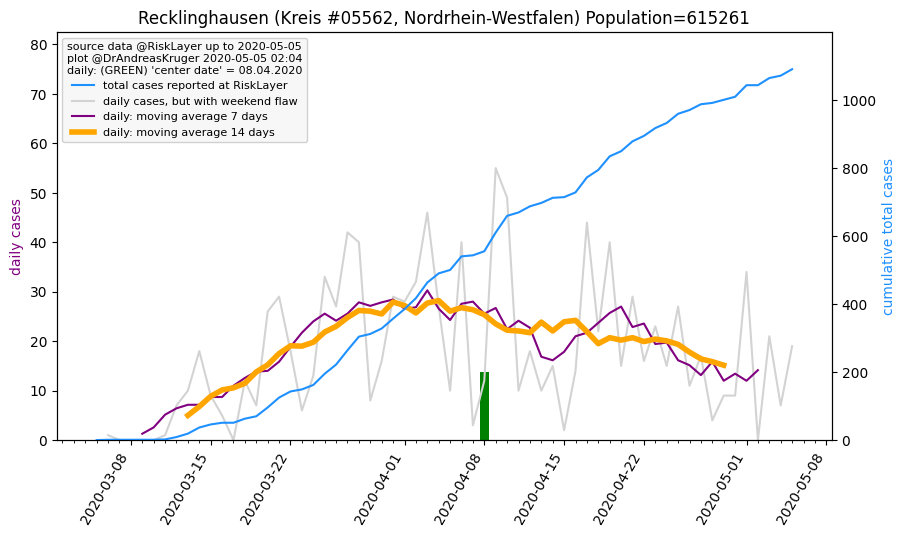 Recklinghausen (Kreis #05562, Nordrhein-Westfalen) Population=615261
source data @RiskLayer up to 2020-05-05
plot @DrAndreasKruger 2020-05-05 02:04
daily: (GREEN) 'center date' = 08.04.2020
total cases reported at RiskLayer
daily cases, but with weekend flaw
daily: moving average 7 days
daily: moving average 14 days
daily cases
80
70
60
50
40
30
20
10
0
cumulative total cases
1000
800
600
400
200
0
2020-03-08
2020-03-15
2020-03-22
2020-04-01
2020-04-08
2020-04-15
2020-04-22
2020-05-01
2020-05-08